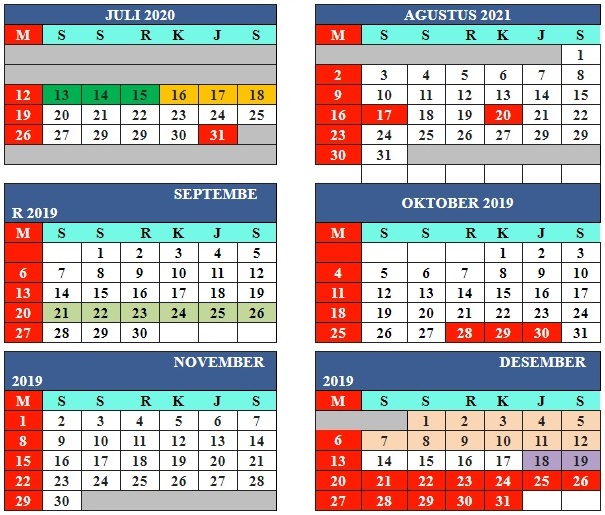 JULI 2020
M S S R K J S
12 13 14 15 16 17 18
19 20 21 22 23 24 25
26 27 29 29 30 31
AGUSTUS 2021
M S S R K J S
1
2 3 4 5 6 7 8
9 10 11 12 13 14 15
16 17 18 19 20 21 22
23 24 25 26 27 28 29
30 31
SEPTEMBE
R 2019
M S S R K J S
1 2 3 4 5
6 7 8 9 10 11 12
13 14 15 16 17 18 19
20 21 22 23 24 25 26
27 28 29 30
OKTOBER 2019
M S S R K J S
1 2 3
4 5 6 7 8 9 10
11 12 13 14 15 16 17
18 19 20 21 22 23 24
25 26 27 28 29 30 31
NOVEMBER
2019
M S S R K J S
1 2 3 4 5 6 7
8 9 10 11 12 13 14
15 16 17 18 19 20 21
22 23 24 25 26 27 28
29 30
DESEMBER
2019
M S S R K J S
1 2 3 4 5
6 7 8 9 10 11 12
13 14 15 16 17 18 19
20 21 22 23 24 25 26
27 28 29 30 31